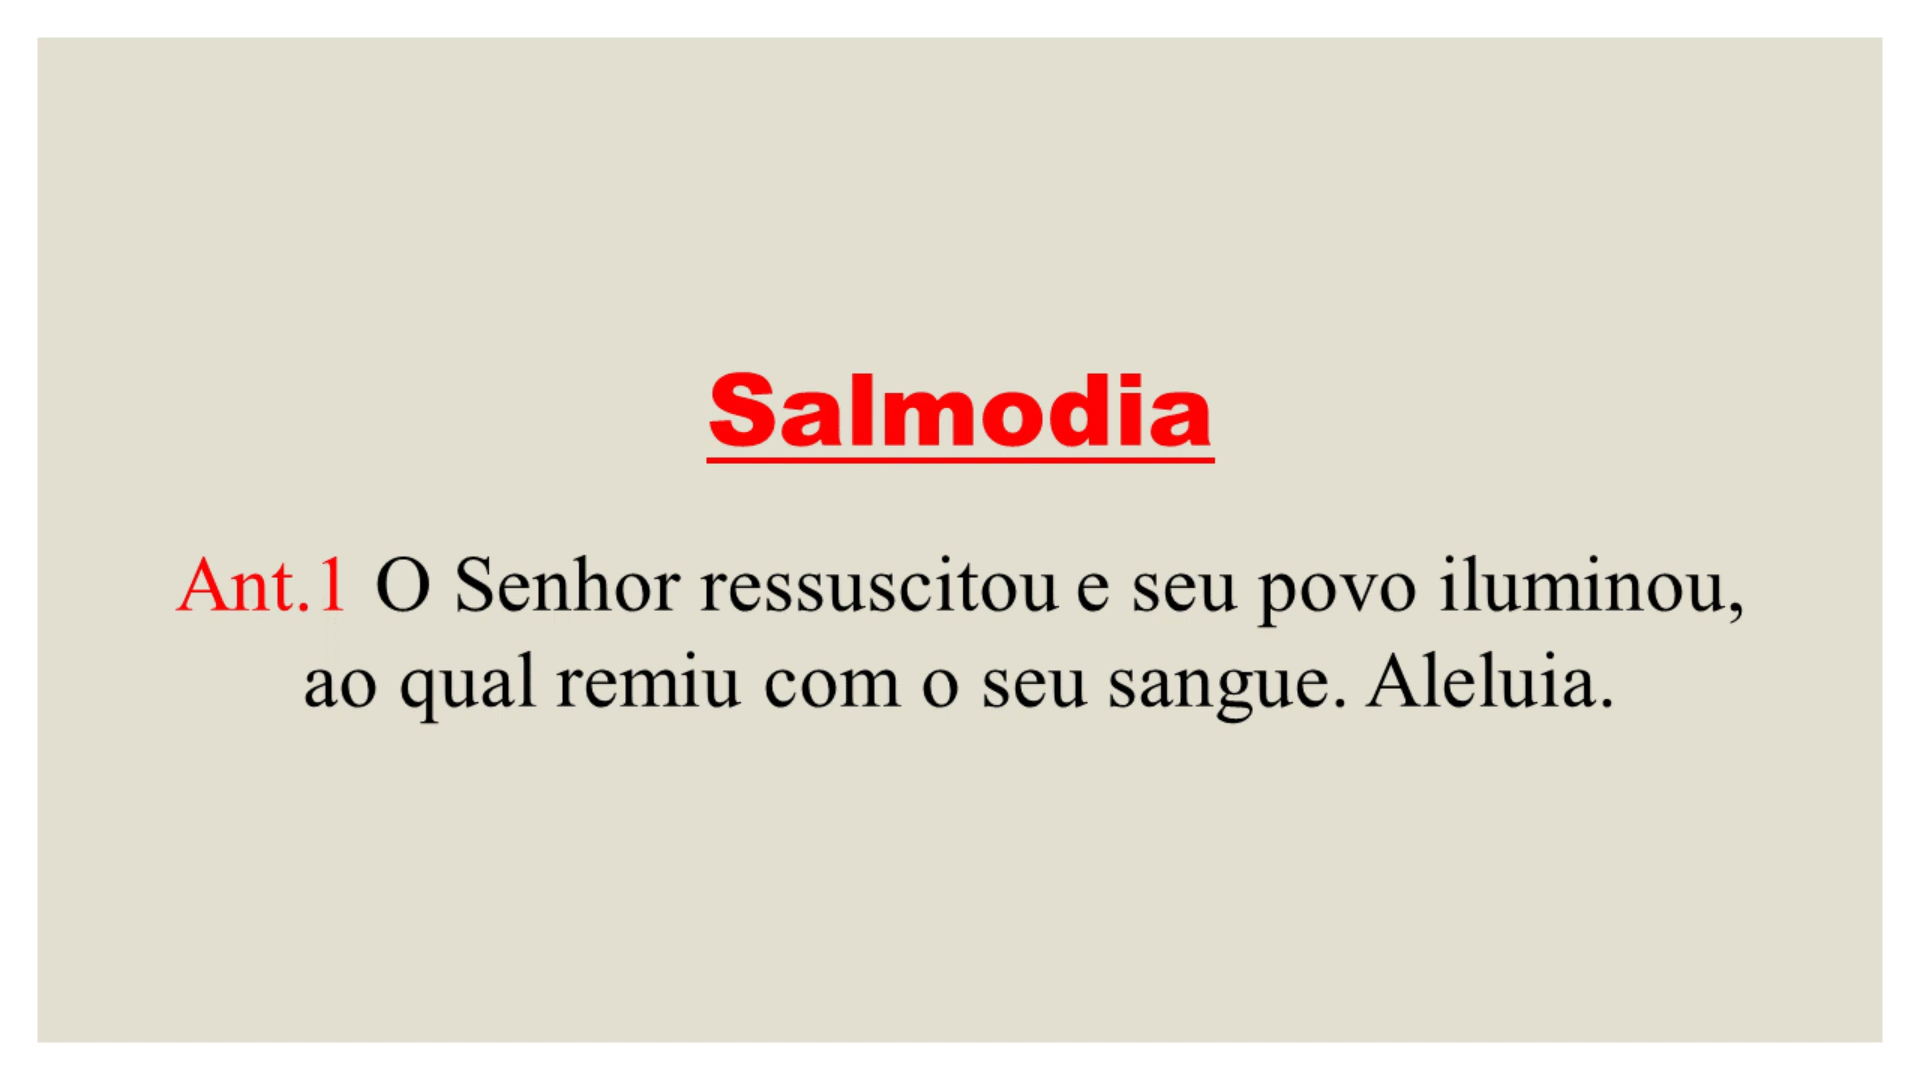 Salmodia
Ant.1 O Senhor ressuscitou e seu povo iluminou,
ao qual remiu com o seu sangue. Aleluia.